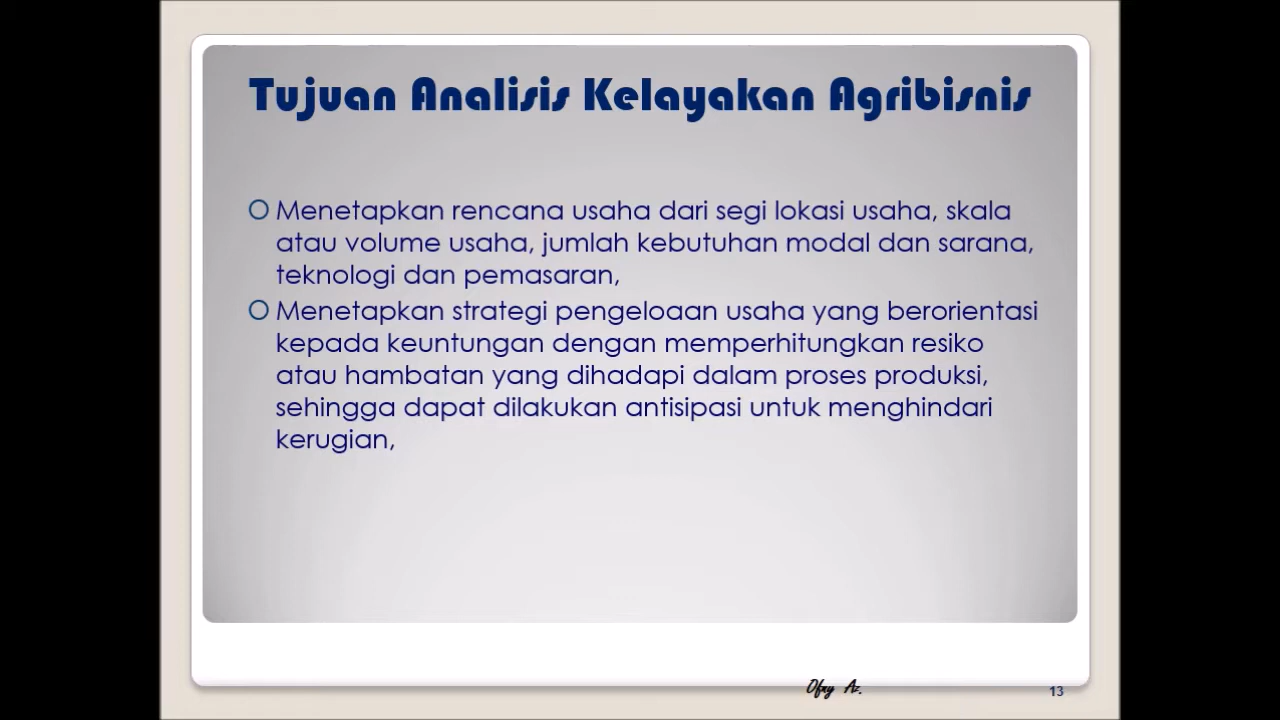 Tujuan Analisis Kelayakan Agribisnis
Menetapkan rencana usaha dari segi lokasi usaha, skala
atau volume usaha, jumlah kebutuhan modal dan sarana,
teknologi dan pemasaran,
Menetapkan strategi pengeloaan usaha yang berorientasi
kepada keuntungan dengan memperhitungkan resiko
atau hambatan yang dihadapi dalam proses produksi,
sehingga dapat dilakukan antisipasi untuk menghindari
kerugian,
Ofny Az.
13